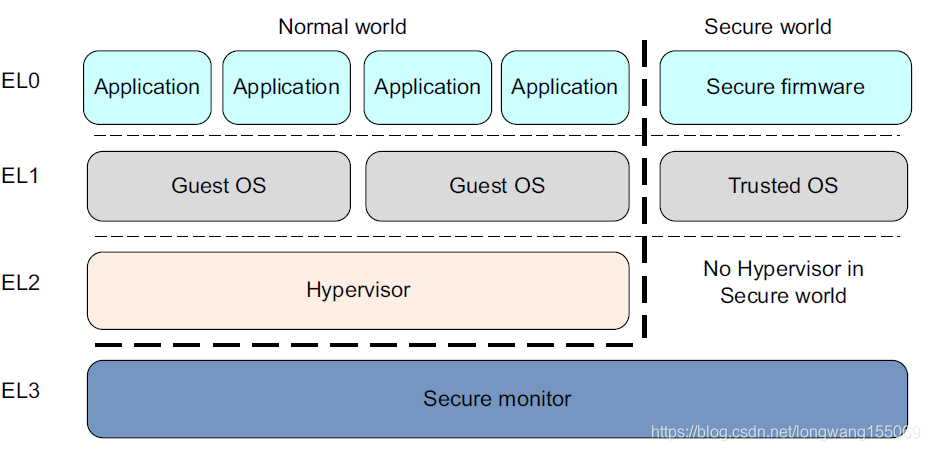 Normal world
Secure world
EL0
Application
Application
Application
Application
Secure firmware
EL1
Guest OS
Guest OS
Trusted OS
EL2
Hypervisor
No Hypervisor in
Secure world
EL3
Secure monitor
https://blog.csdn.net/longwang155069